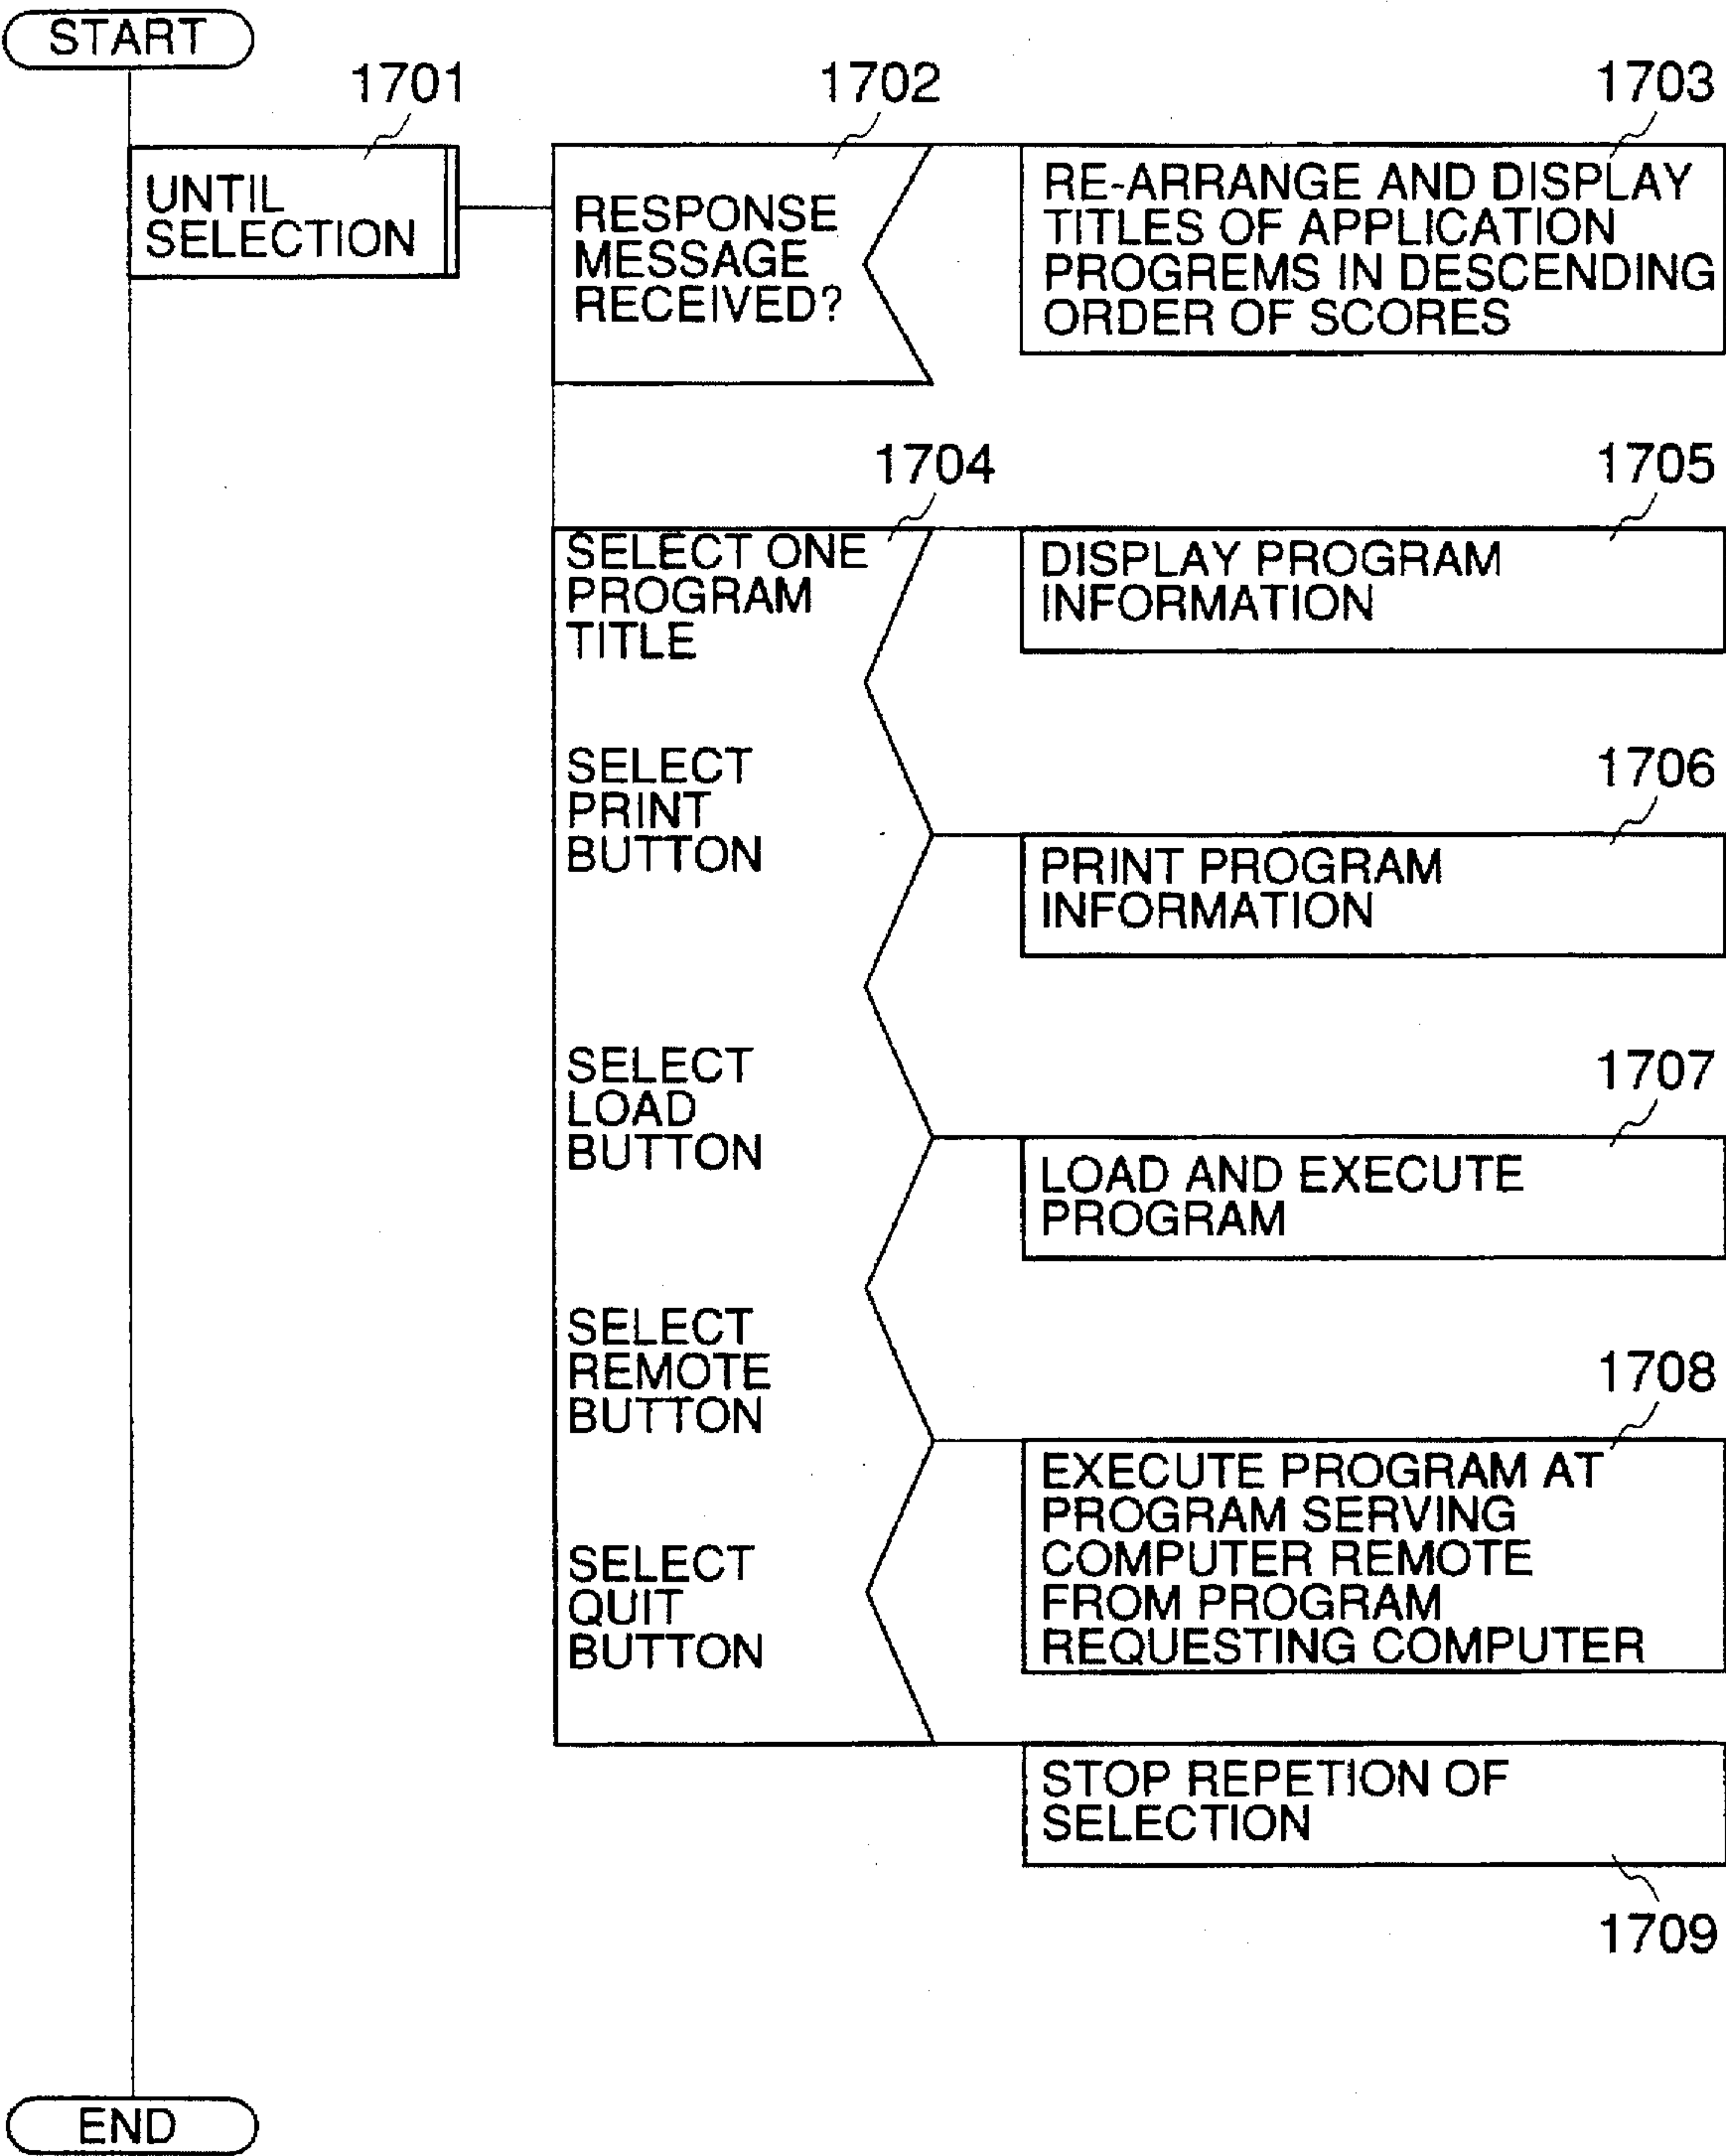 START
1701
1702
1703
UNTIL
SELECTION
RESPONSE
MESSAGE
RECEIVED?
RE-ARRANGE AND DISPLAY
TITLES OF APPLICATION
PROGREMS IN DESCENDING
ORDER OF SCORES
1704
1705
SELECT ONE
PROGRAM
TITLE
DISPLAY PROGRAM
INFORMATION
SELECT
PRINT
BUTTON
1706
PRINT PROGRAM
INFORMATION
SELECT
LOAD
BUTTON
1707
LOAD AND EXECUTE
PROGRAM
SELECT
REMOTE
BUTTON
1708
EXECUTE PROGRAM AT
PROGRAM SERVING
COMPUTER REMOTE
FROM PROGRAM
REQUESTING COMPUTER
SELECT
QUIT
BUTTON
STOP REPETION OF
SELECTION
1709
END